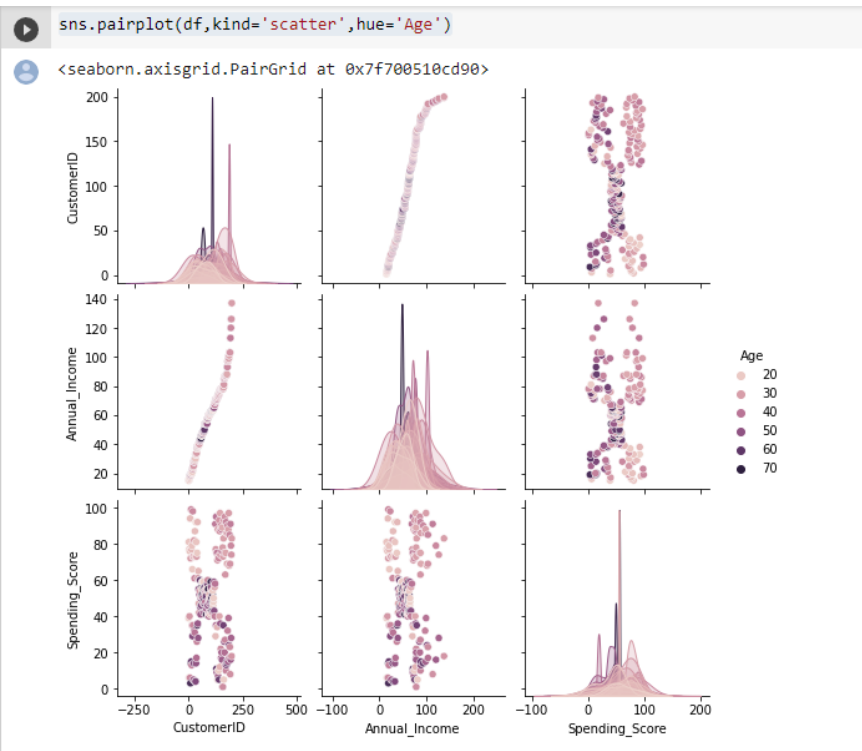 sns.pairplot(df,kind='scatter',hue='Age')
<seaborn.axisgrid.PairGrid at 0x7f700510cd90>
200
150
100
50
0
CustomerID
140
120
100
80
60
40
20
Annual_Income
Age
20
30
40
50
60
70
100
80
60
40
20
0
Spending_Score
−250 0 250 500
−100 0 100 200
−100 0 100 200
CustomerID
Annual_Income
Spending_Score